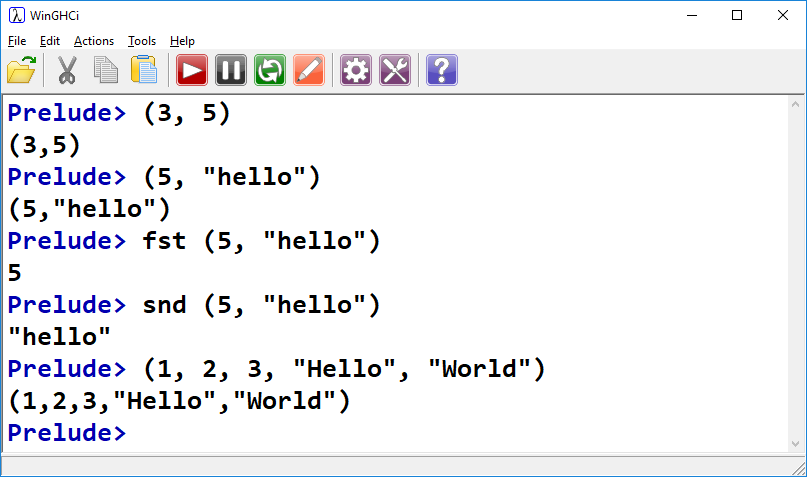 WinGHCi
File Edit Actions Tools Help
Prelude> (3, 5)
(3,5)
Prelude> (5, "hello")
(5,"hello")
Prelude> fst (5, "hello")
5
Prelude> snd (5, "hello")
"hello"
Prelude> (1, 2, 3, "Hello", "World")
(1,2,3,"Hello","World")
Prelude>